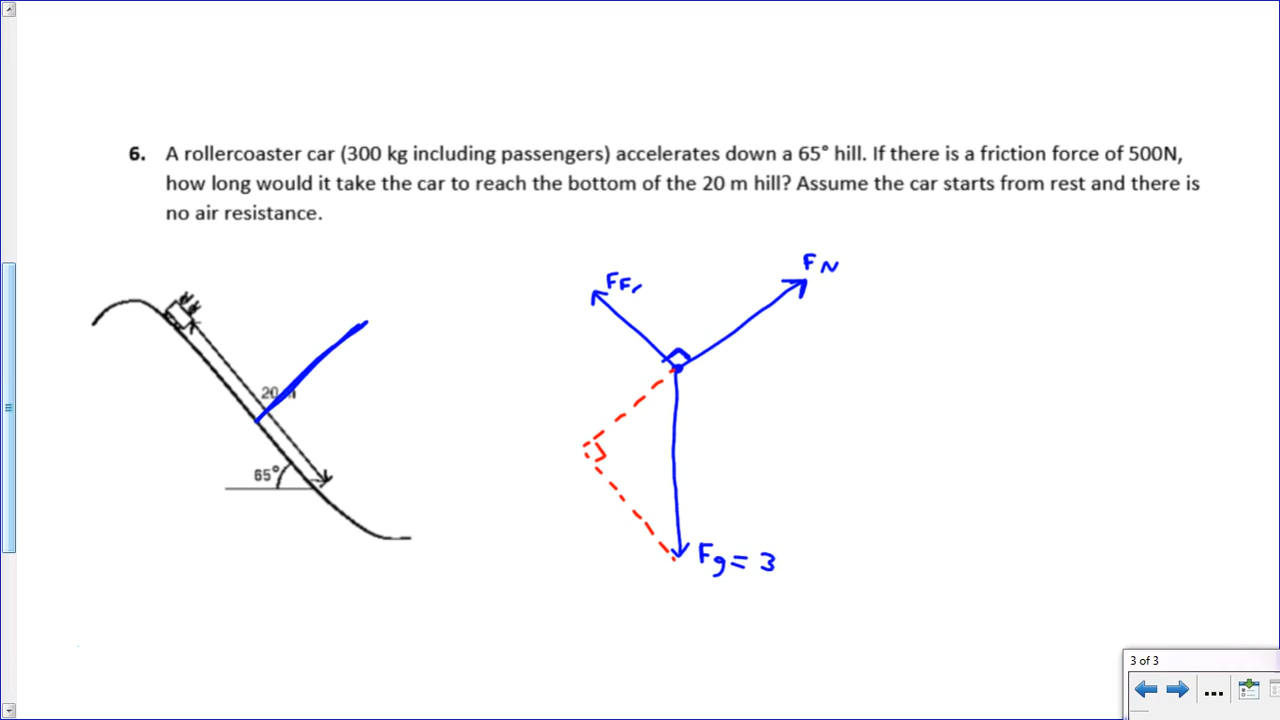 6. A rollercoaster car (300 kg including passengers) accelerates down a 65° hill. If there is a friction force of 500N,
how long would it take the car to reach the bottom of the 20 m hill? Assume the car starts from rest and there is
no air resistance.
FN
FFr
20 m
65°
Fg = 3
3 of 3
...